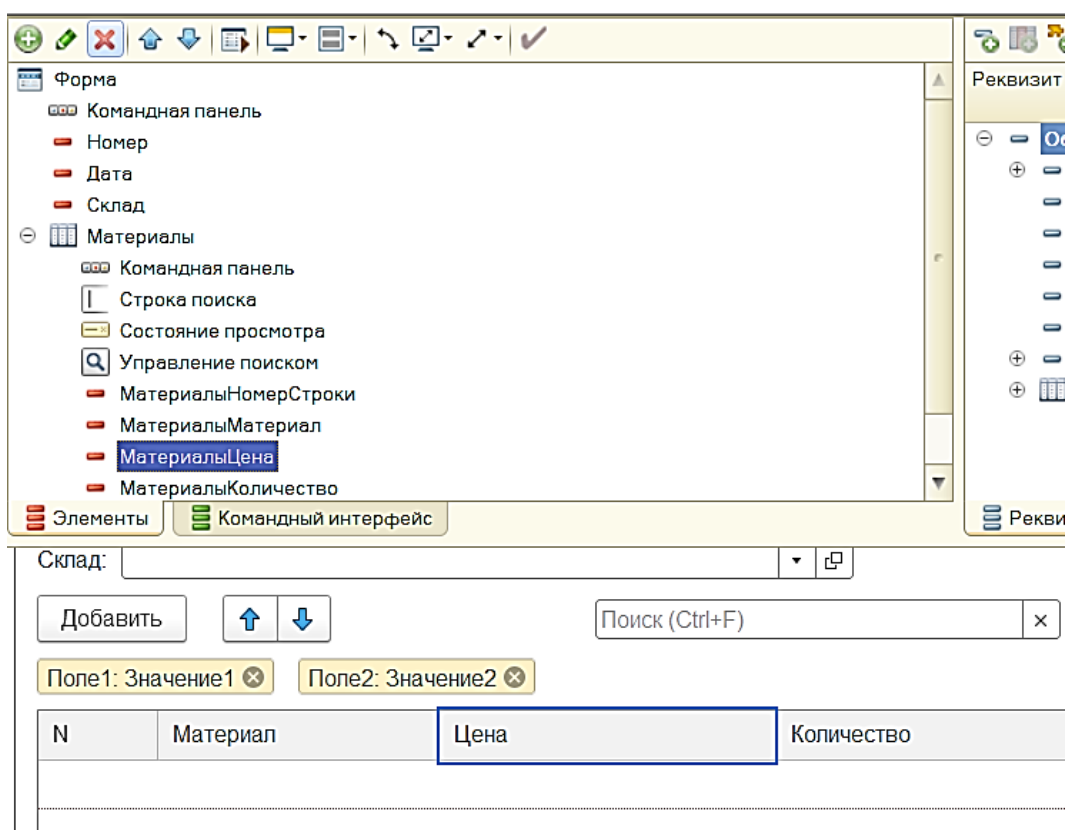 Форма
Реквизит
Командная панель
Номер
Дата
Склад
Материалы
Командная панель
Строка поиска
Состояние просмотра
Управление поиском
МатериалыНомерСтроки
МатериалыМатериал
МатериалыЦена
МатериалыКоличество
Элементы Командный интерфейс
Склад:
Добавить Поиск (Ctrl+F)
Поле1: Значение1 Поле2: Значение2
N Материал Цена Количество